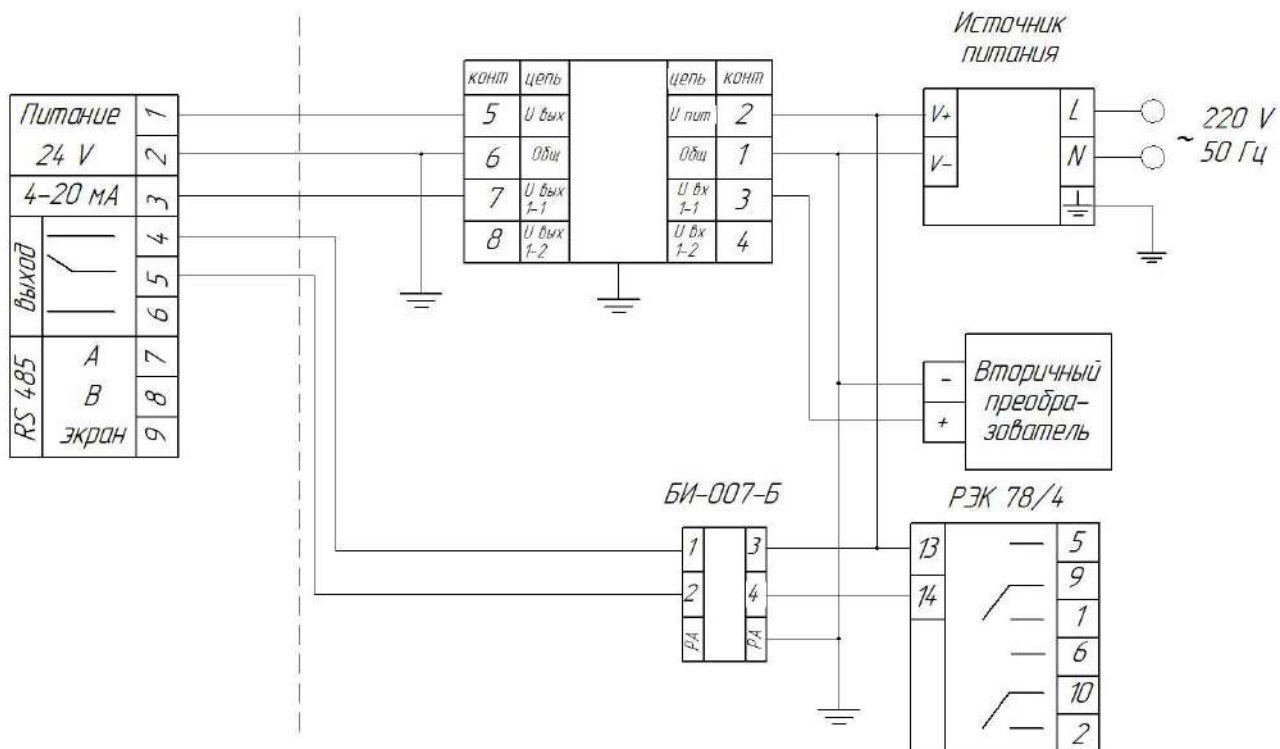 Источник
питания
конт цепь цепь конт
5 U вых U пит 2
6 Общ Общ 1
7 U вых 1-1 U вх 1-1 3
8 U вых 1-2 U вх 1-2 4
Питание 1
24 V 2
4-20 мА 3
Выход 4
5
6
RS 485 A 7
B 8
экран 9
V+ L
V- N
220 V
~ 50 Гц
- Вторичный
преобра-
+ зователь
БИ-007-Б
1 3
2 4
PA PA
РЭК 78/4
13 5
14 9
1
6
10
2